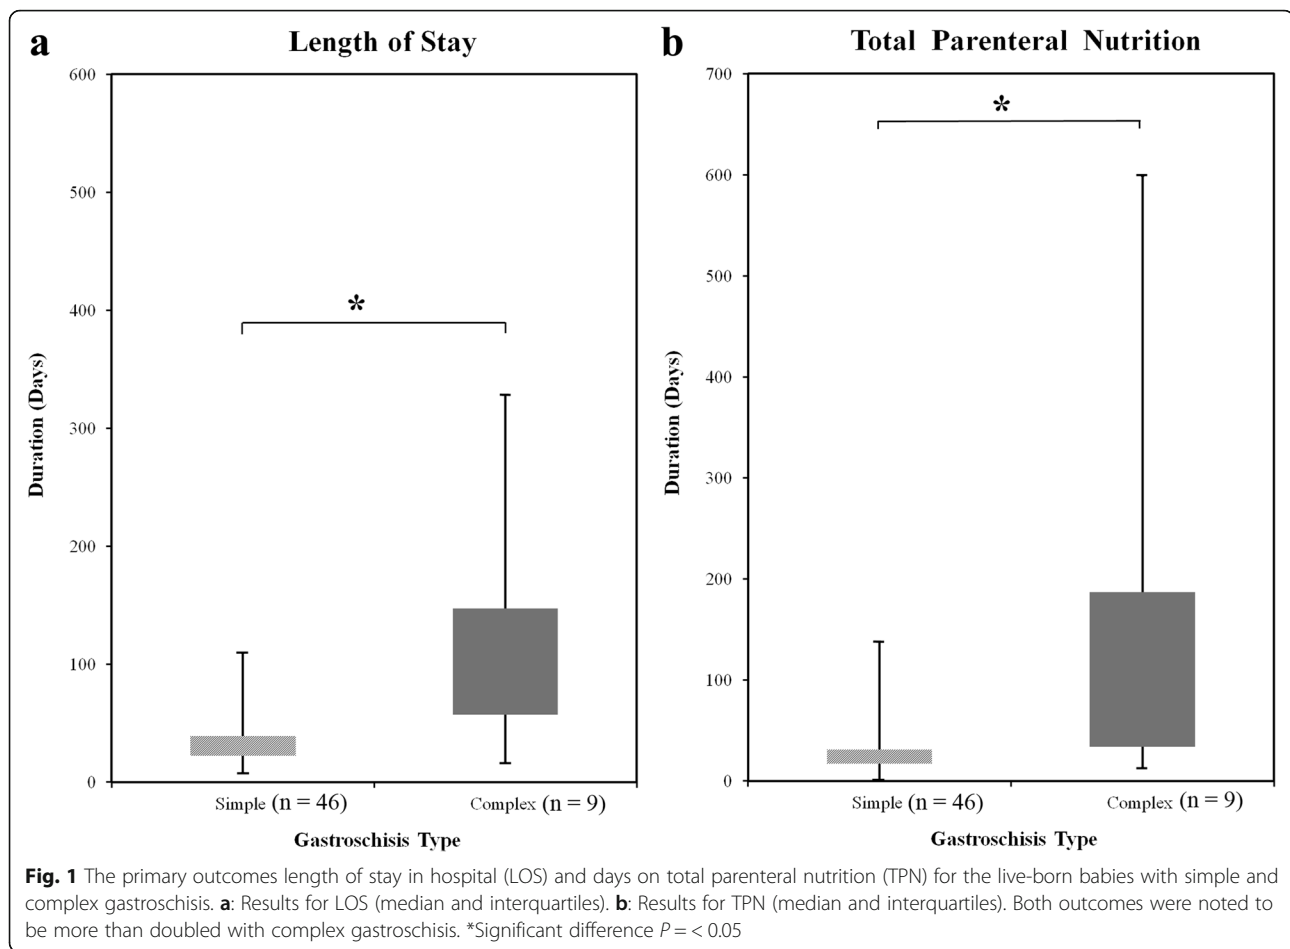 a Length of Stay
600
500
400
300
200
100
0
Duration (Days)
*
Simple (n = 46) Complex (n = 9)
Gastroschisis Type
b Total Parenteral Nutrition
700
600
500
400
300
200
100
0
Duration (Days)
*
Simple (n = 46) Complex (n = 9)
Gastroschisis Type
Fig. 1 The primary outcomes length of stay in hospital (LOS) and days on total parenteral nutrition (TPN) for the live-born babies with simple and
complex gastroschisis. a: Results for LOS (median and interquartiles). b: Results for TPN (median and interquartiles). Both outcomes were noted to
be more than doubled with complex gastroschisis. *Significant difference P = < 0.05